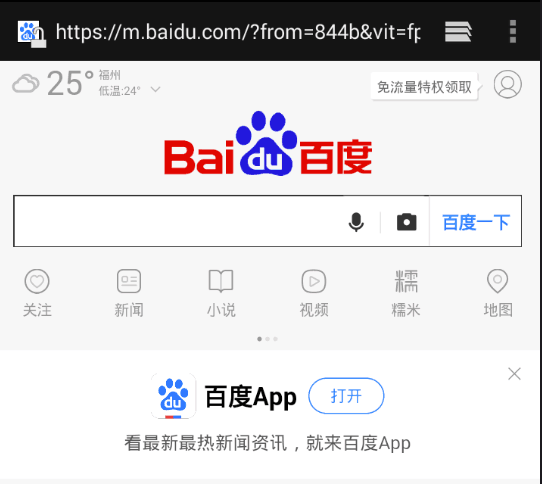 https://m.baidu.com/?from=844b&vit=fp
25° 福州
低温:24°
免流量特权领取
Bai du 百度
百度一下
关注 新闻 小说 视频 糯米 地图
糯
du 百度App 打开
看最新最热新闻资讯，就来百度App